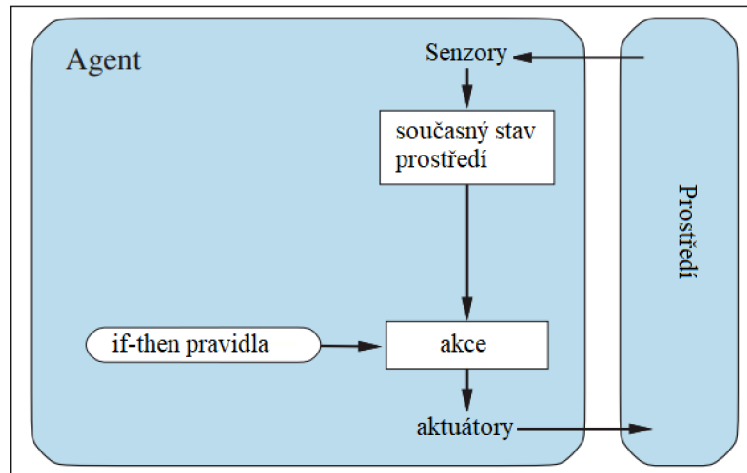 Agent
Senzory
současný stav
prostředí
Prostředí
if-then pravidla
akce
aktuátory